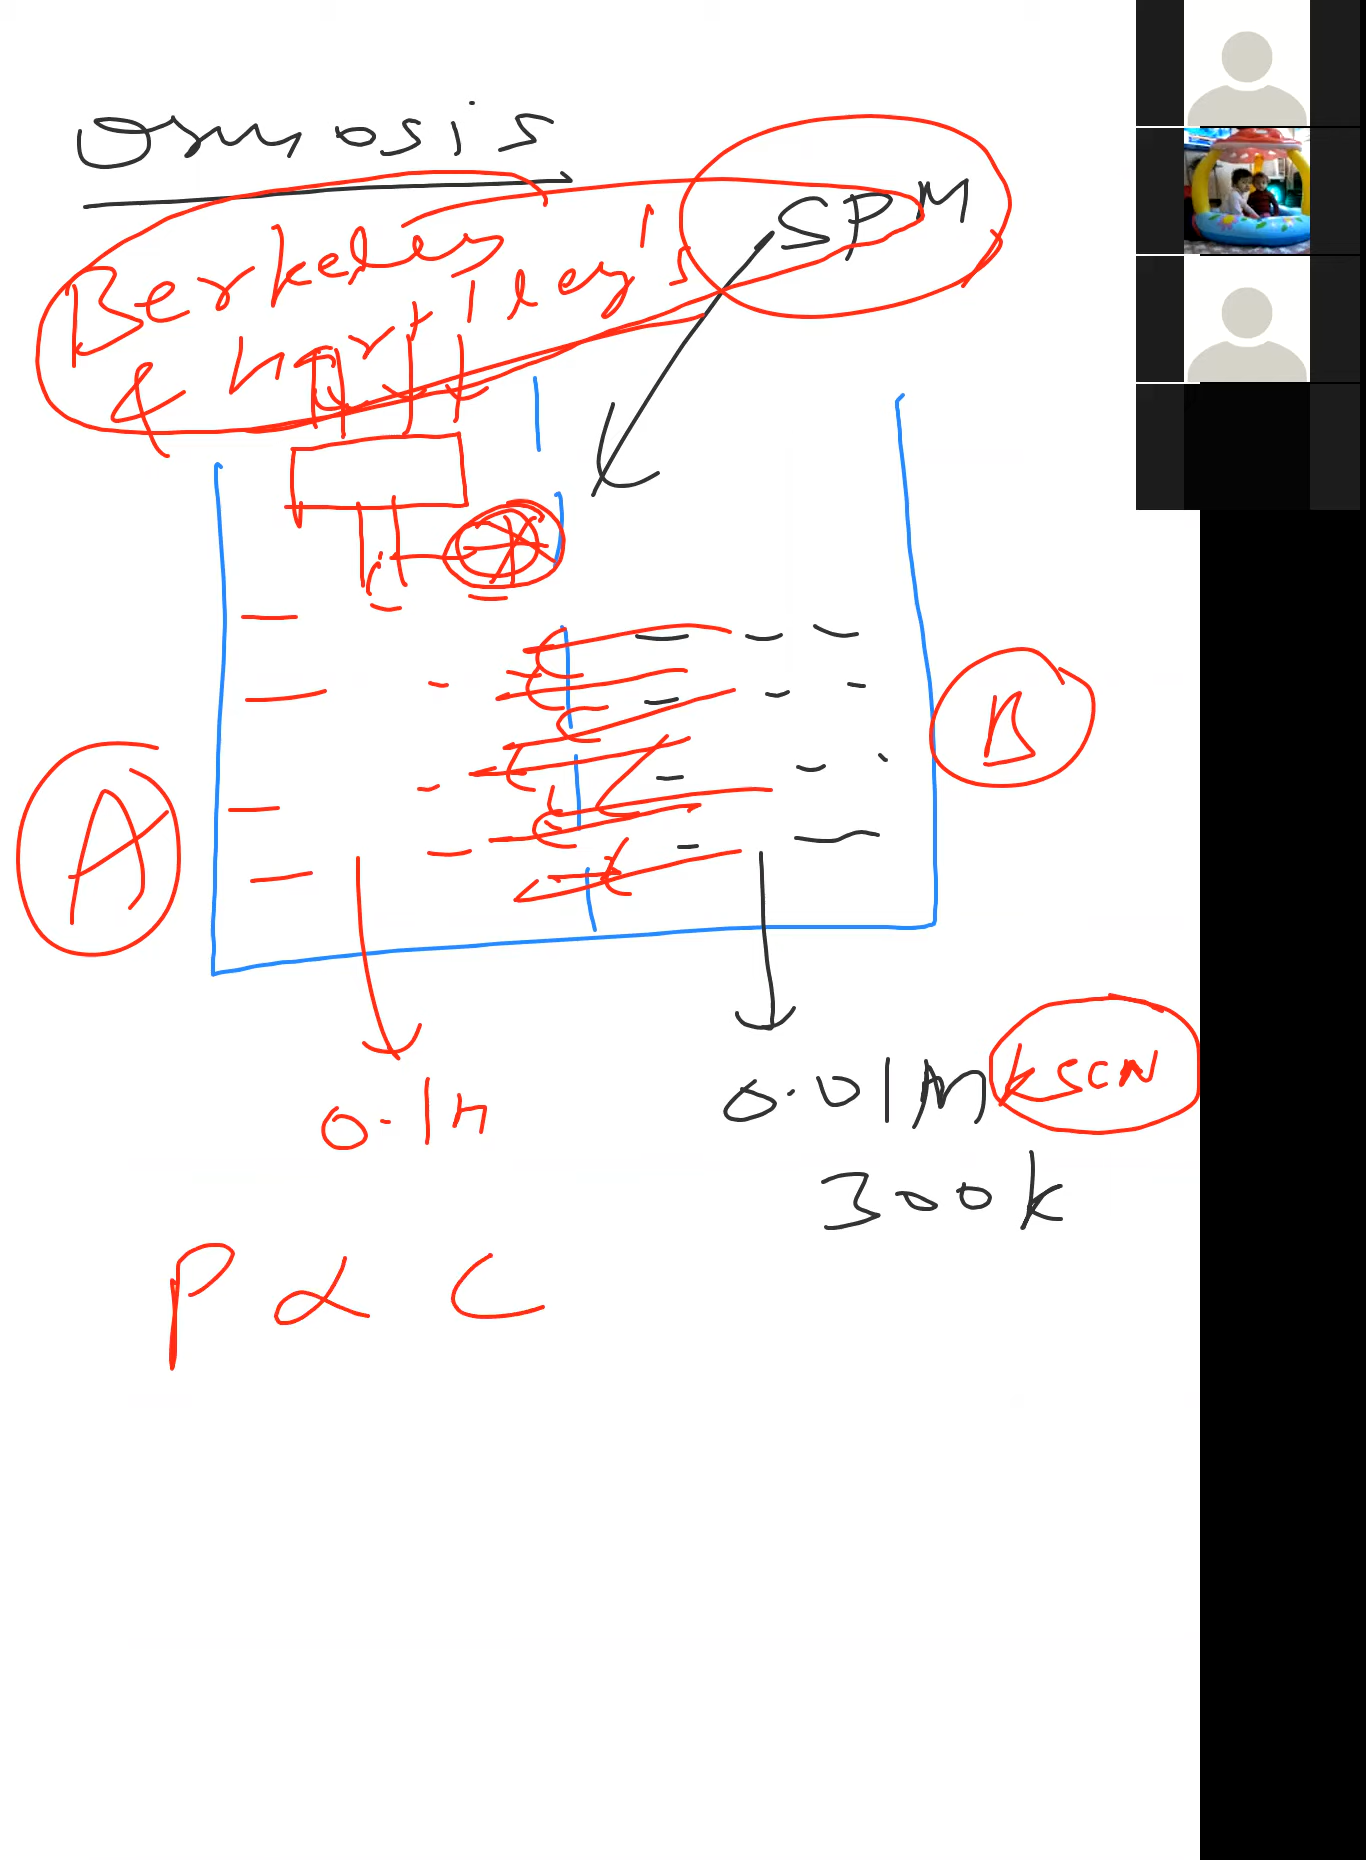 Osmosis
SPM
Berkeley
& hartley's
A
B
0.1M
0.01M KSCN
300K
P ∝ C